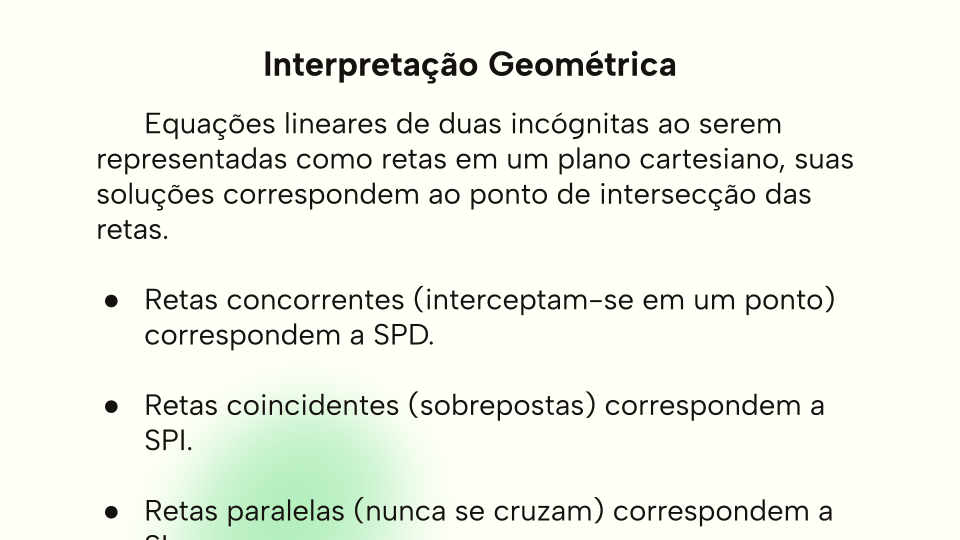 Interpretação Geométrica
Equações lineares de duas incógnitas ao serem
representadas como retas em um plano cartesiano, suas
soluções correspondem ao ponto de intersecção das
retas.
● Retas concorrentes (interceptam-se em um ponto)
correspondem a SPD.
● Retas coincidentes (sobrepostas) correspondem a
SPI.
● Retas paralelas (nunca se cruzam) correspondem a